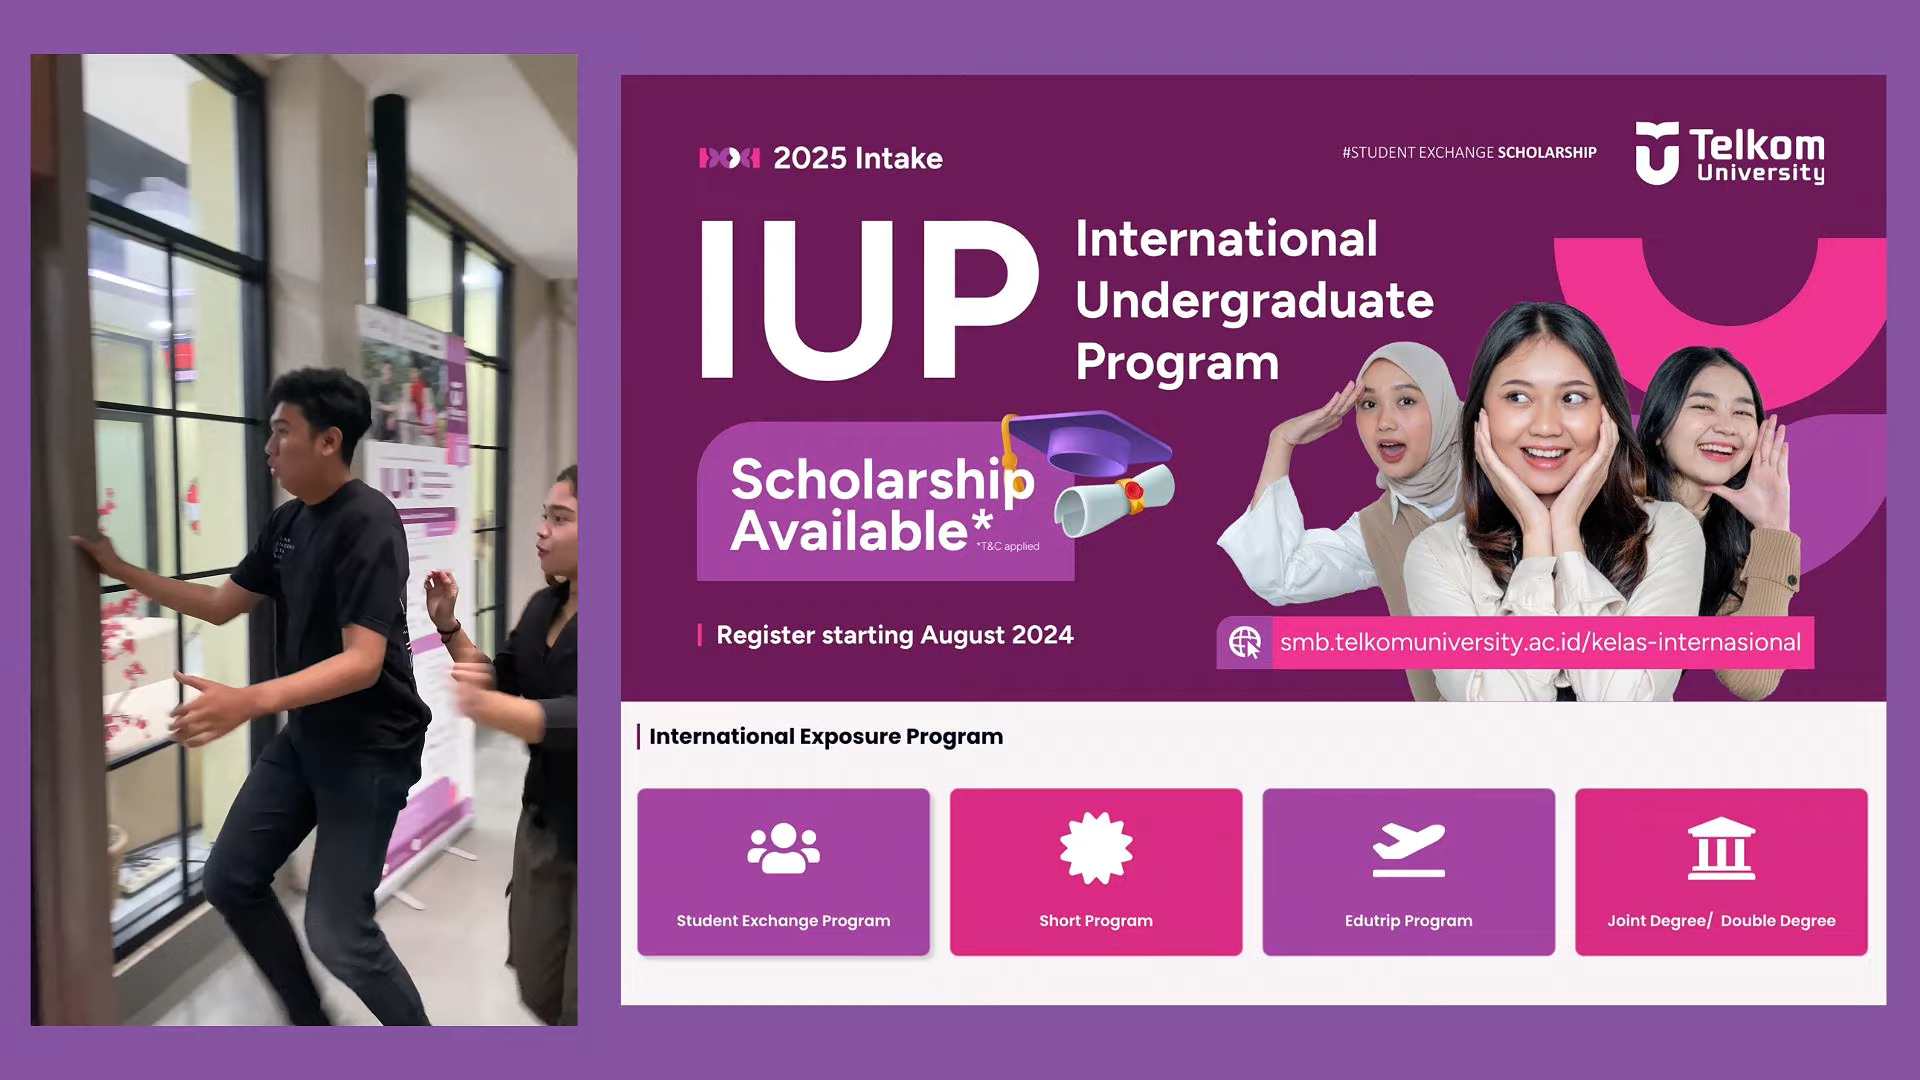 IUP
2025 Intake
#STUDENT EXCHANGE SCHOLARSHIP
Telkom
University
IUP
International
Undergraduate
Program
Scholarship
Available*
*T&C applied
Register starting August 2024
smb.telkomuniversity.ac.id/kelas-internasional
International Exposure Program
Student Exchange Program
Short Program
Edutrip Program
Joint Degree/ Double Degree